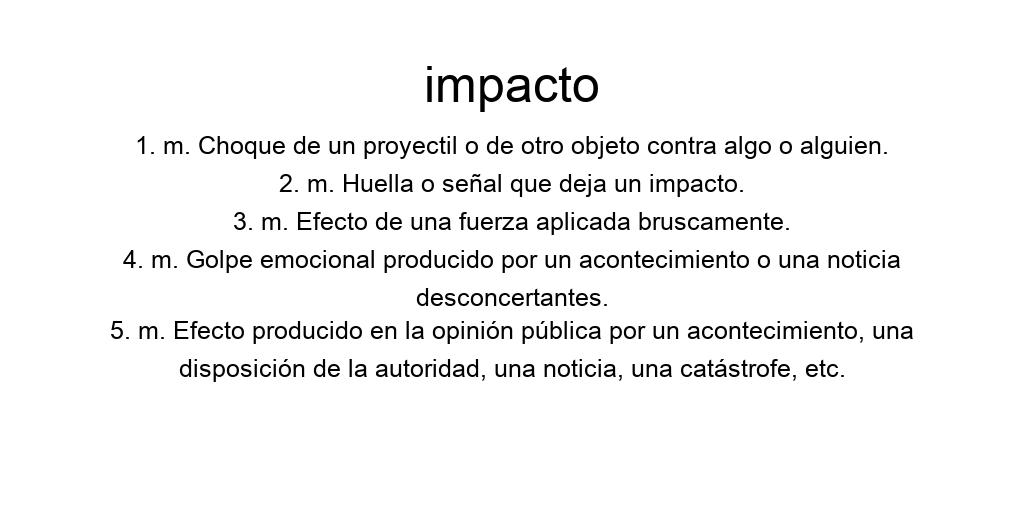 impacto
1. m. Choque de un proyectil o de otro objeto contra algo o alguien.
2. m. Huella o señal que deja un impacto.
3. m. Efecto de una fuerza aplicada bruscamente.
4. m. Golpe emocional producido por un acontecimiento o una noticia
desconcertantes.
5. m. Efecto producido en la opinión pública por un acontecimiento, una
disposición de la autoridad, una noticia, una catástrofe, etc.